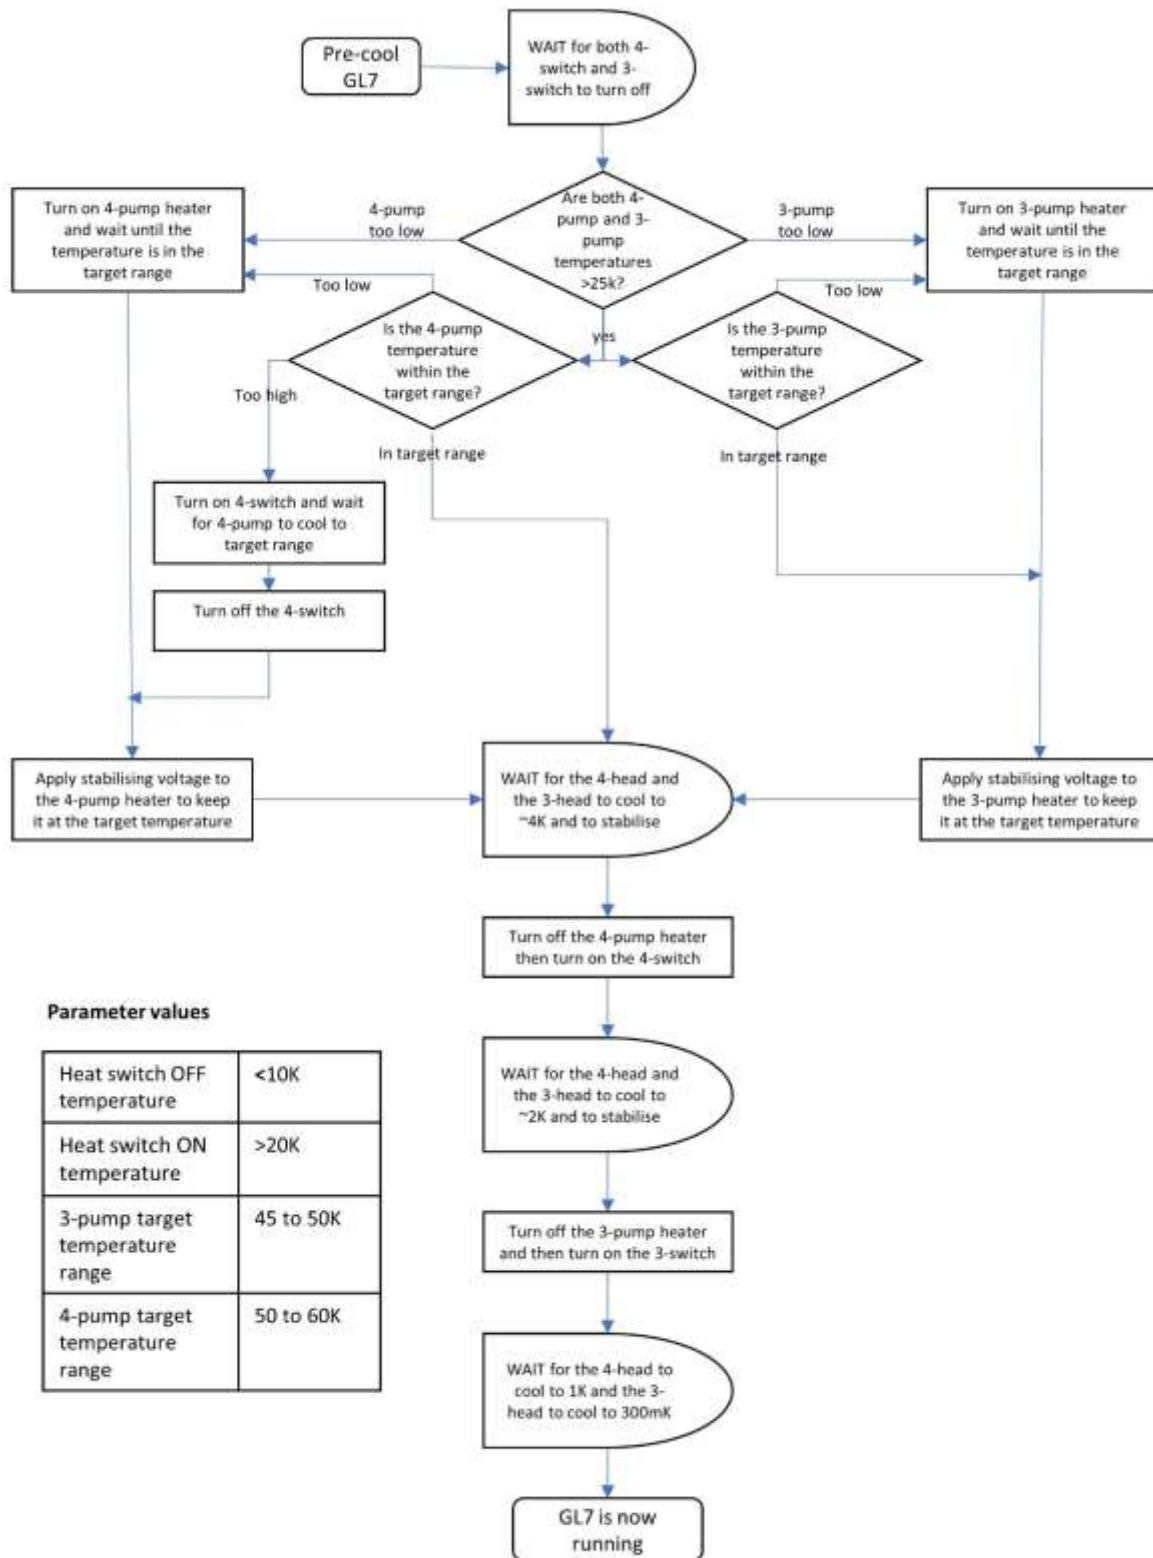 Pre-cool
GL7
WAIT for both 4-
switch and 3-
switch to turn off
Are both 4-
pump and 3-
pump
temperatures
>25k?
4-pump
too low
3-pump
too low
Turn on 4-pump heater
and wait until the
temperature is in the
target range
Turn on 3-pump heater
and wait until the
temperature is in the
target range
Too low
Too low
yes
Is the 4-pump
temperature
within the
target range?
Is the 3-pump
temperature
within the
target range?
Too high
In target range
In target range
Turn on 4-switch and wait
for 4-pump to cool to
target range
Turn off the 4-switch
Apply stabilising voltage to
the 4-pump heater to keep
it at the target temperature
WAIT for the 4-head and
the 3-head to cool to
~4K and to stabilise
Apply stabilising voltage to
the 3-pump heater to keep
it at the target temperature
Turn off the 4-pump heater
then turn on the 4-switch
WAIT for the 4-head and
the 3-head to cool to
~2K and to stabilise
Turn off the 3-pump heater
and then turn on the 3-switch
WAIT for the 4-head to
cool to 1K and the 3-
head to cool to 300mK
GL7 is now
running
Parameter values
Heat switch OFF
temperature
<10K
Heat switch ON
temperature
>20K
3-pump target
temperature
range
45 to 50K
4-pump target
temperature
range
50 to 60K